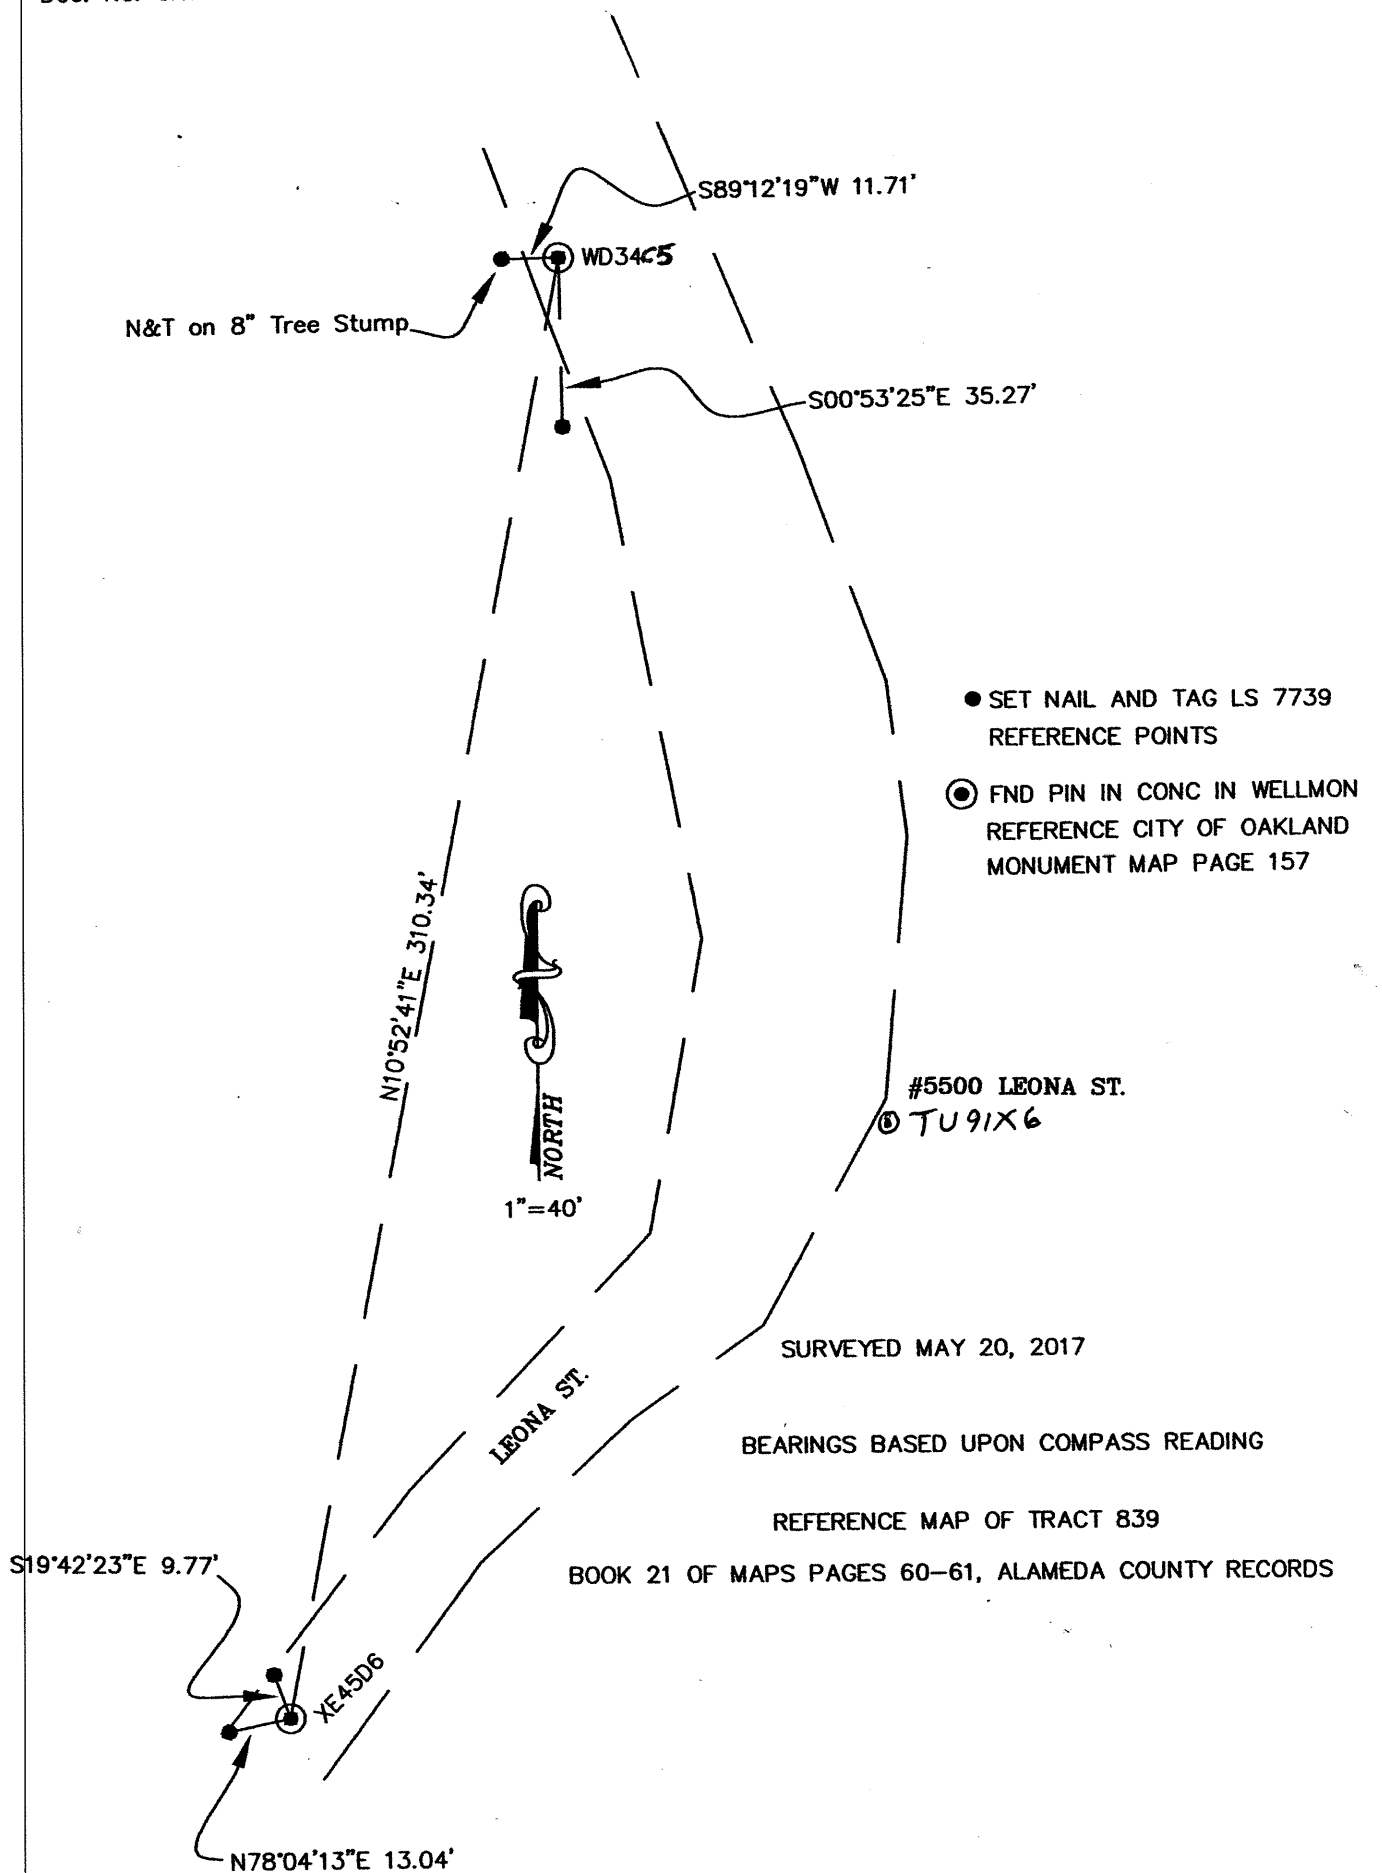 S89°12'19"W 11.71'
WD34C5
N&T on 8" Tree Stump
S00°53'25"E 35.27'
● SET NAIL AND TAG LS 7739
REFERENCE POINTS
FND PIN IN CONC IN WELLMON
REFERENCE CITY OF OAKLAND
MONUMENT MAP PAGE 157
N10°52'41"E 310.34'
NORTH
1"=40'
#5500 LEONA ST.
TU91X6
SURVEYED MAY 20, 2017
LEONA ST.
BEARINGS BASED UPON COMPASS READING
REFERENCE MAP OF TRACT 839
BOOK 21 OF MAPS PAGES 60-61, ALAMEDA COUNTY RECORDS
S19°42'23"E 9.77'
XE45D6
N78°04'13"E 13.04'